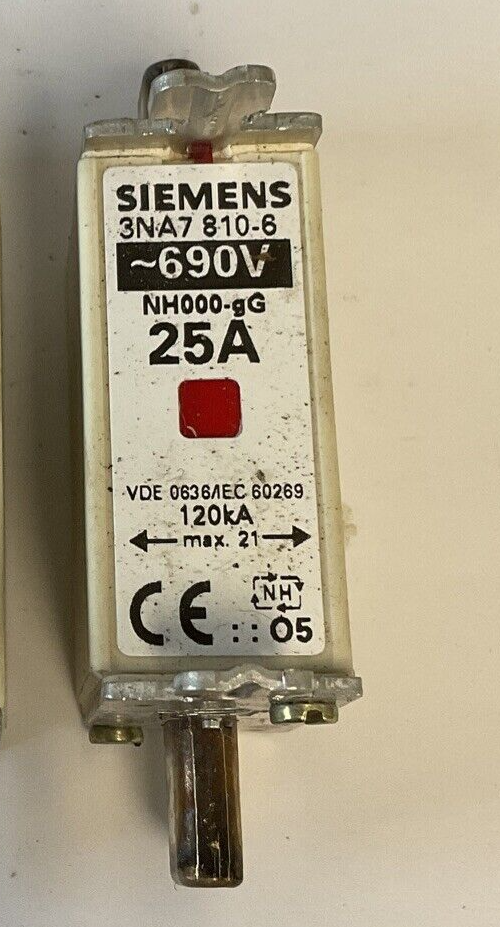 SIEMENS
3NA7 810-6
~690V
NH000-gG
25A
VDE 0636/IEC 60269
120kA
max. 21
CE
NH
:: 05